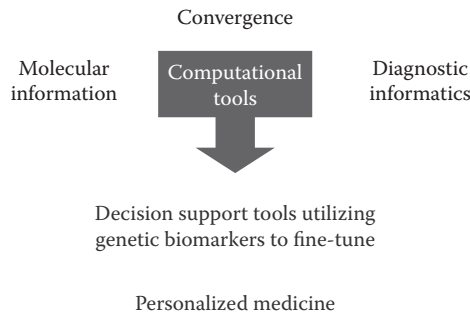 Convergence
Molecular
information
Computational
tools
Diagnostic
informatics
Decision support tools utilizing
genetic biomarkers to fine-tune
Personalized medicine